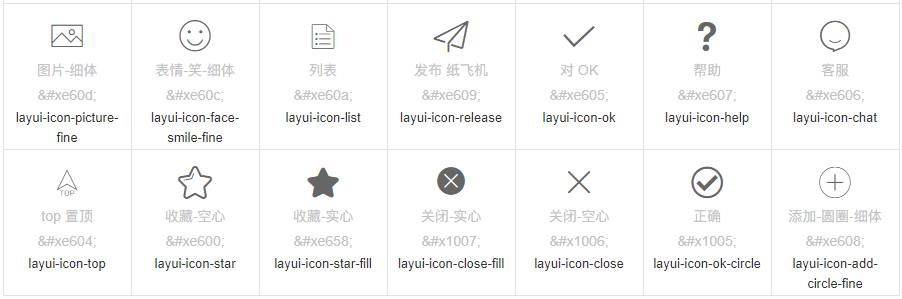 图片-细体 表情-笑-细体 列表 发布 纸飞机 对 OK 帮助 客服
&#xe60d; &#xe60c; &#xe60a; &#xe609; &#xe605; &#xe607; &#xe606;
layui-icon-picture- layui-icon-face- layui-icon-list layui-icon-release layui-icon-ok layui-icon-help layui-icon-chat
fine smile-fine
TOP
top 置顶 收藏-空心 收藏-实心 关闭-实心 关闭-空心 正确 添加-圆圈-细体
&#xe604; &#xe600; &#xe658; &#x1007; &#x1006; &#x1005; &#xe608;
layui-icon-top layui-icon-star layui-icon-star-fill layui-icon-close-fill layui-icon-close layui-icon-ok-circle layui-icon-add-
circle-fine